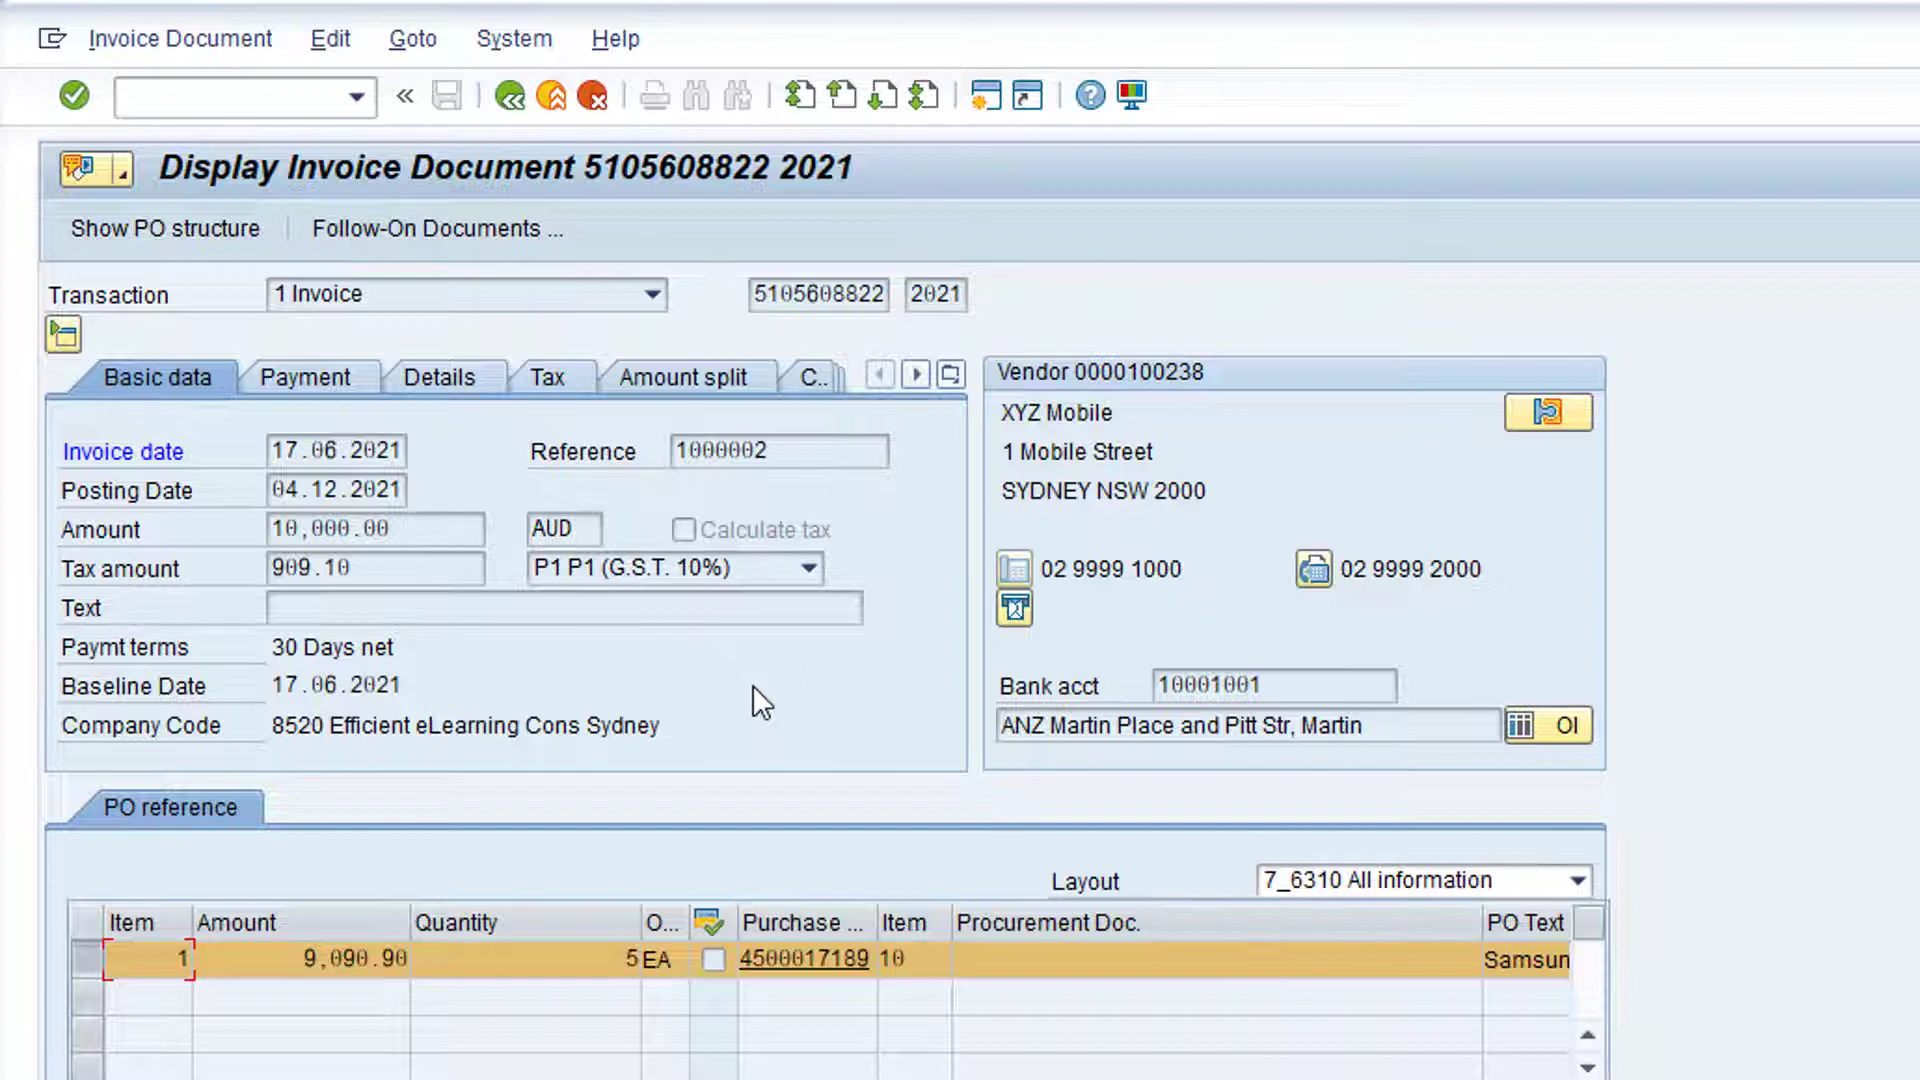 Invoice Document Edit Goto System Help
Display Invoice Document 5105608822 2021
Show PO structure Follow-On Documents ...
Transaction 1 Invoice 5105608822 2021
Basic data Payment Details Tax Amount split C..
Vendor 0000100238
XYZ Mobile
Invoice date 17.06.2021 Reference 1000002 1 Mobile Street
Posting Date 04.12.2021 SYDNEY NSW 2000
Amount 10,000.00 AUD Calculate tax
Tax amount 909.10 P1 P1 (G.S.T. 10%) 02 9999 1000 02 9999 2000
Text
Paymt terms 30 Days net
Baseline Date 17.06.2021 Bank acct 10001001
Company Code 8520 Efficient eLearning Cons Sydney ANZ Martin Place and Pitt Str, Martin OI
PO reference
Layout 7_6310 All information
Item Amount Quantity O... Purchase ... Item Procurement Doc. PO Text
1 9,090.90 5 EA 4500017189 10 Samsun